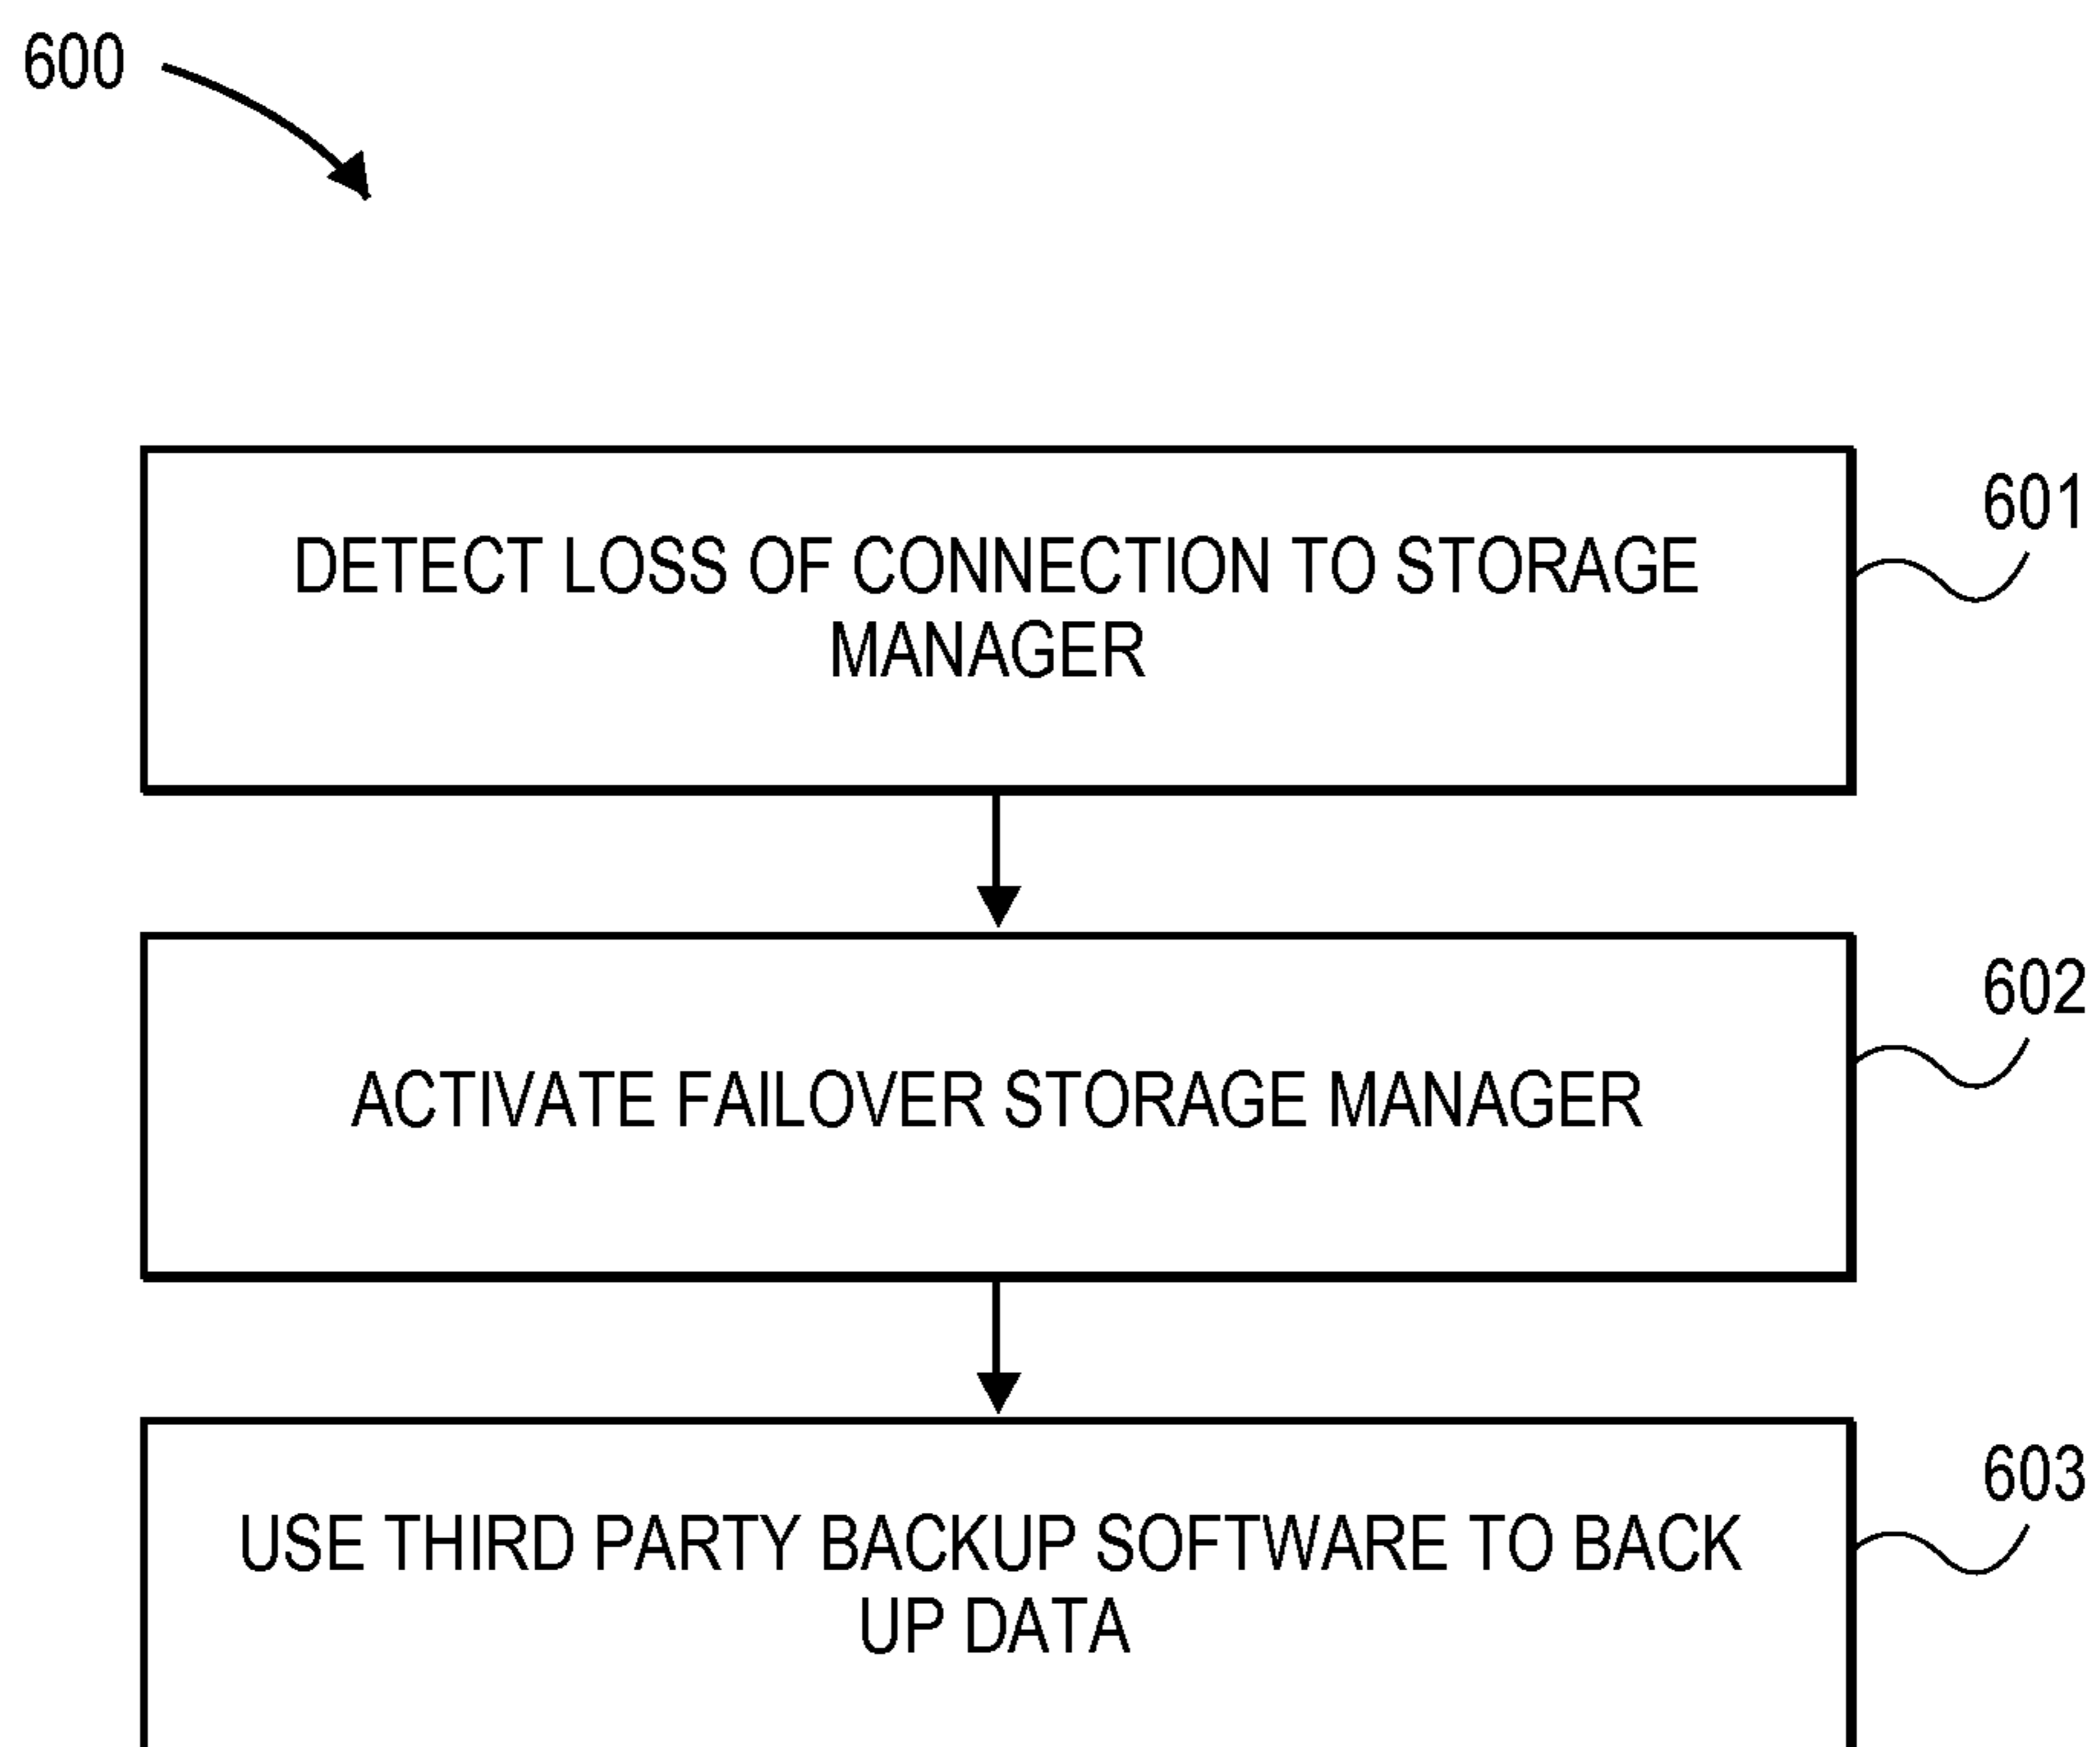 600
DETECT LOSS OF CONNECTION TO STORAGE
MANAGER
601
ACTIVATE FAILOVER STORAGE MANAGER
602
USE THIRD PARTY BACKUP SOFTWARE TO BACK
UP DATA
603